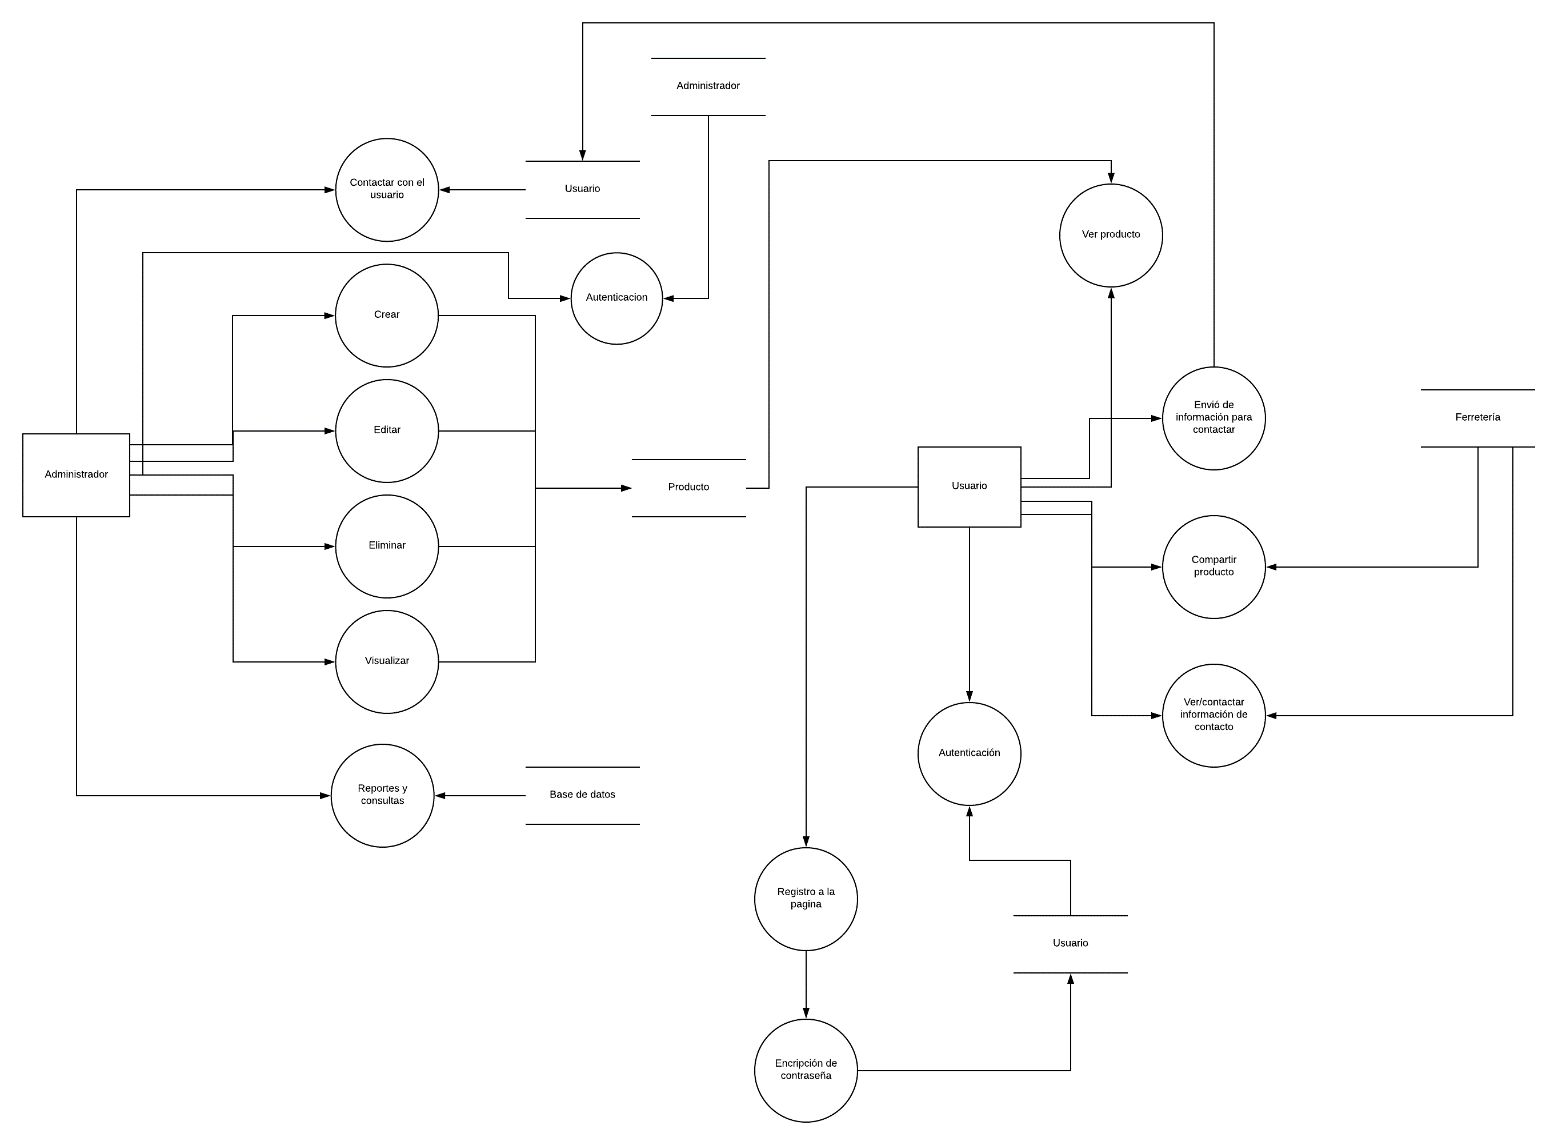 Administrador
Contactar con el
usuario
Usuario
Ver producto
Autenticacion
Crear
Editar
Envió de
información para
contactar
Ferretería
Administrador
Producto
Usuario
Eliminar
Compartir
producto
Visualizar
Ver/contactar
información de
contacto
Autenticación
Reportes y
consultas
Base de datos
Registro a la
pagina
Usuario
Encripción de
contraseña